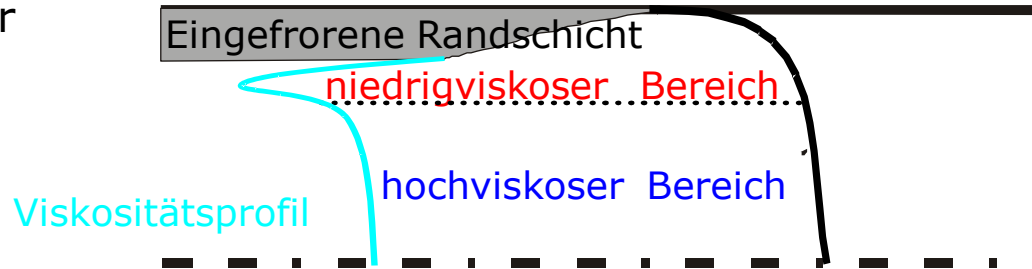 r
Eingefrorene Randschicht
niedrigviskoser Bereich
hochviskoser Bereich
Viskositätsprofil